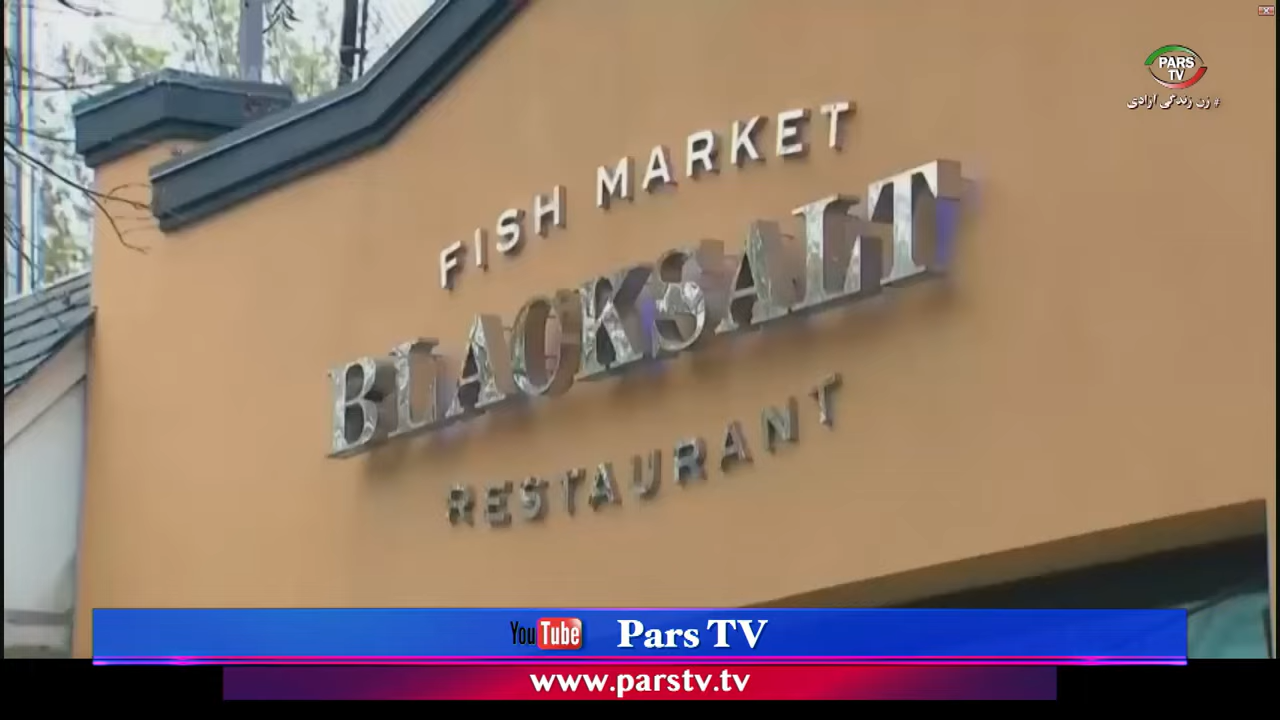 PARS
TV
# زن زندگی آزادی
FISH MARKET
BLACKSALT
RESTAURANT
YouTube Pars TV
www.parstv.tv